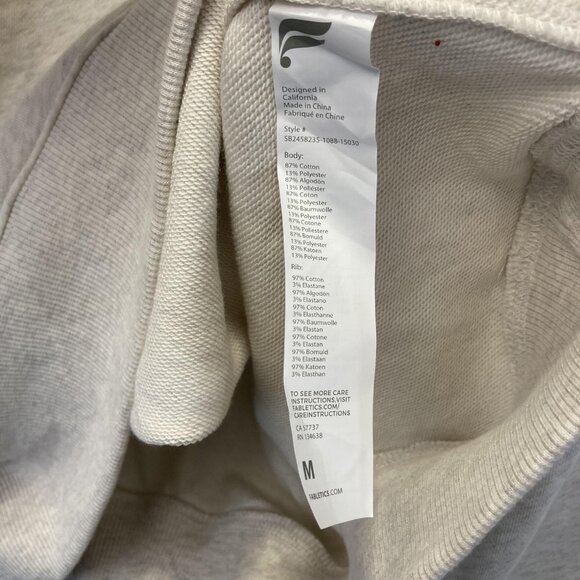 Designed in
California
Made in China
Fabriqué en Chine
Style #
SB2458235-1088-15030
Body:
87% Cotton
13% Polyester
87% Algodón
13% Poliéster
87% Coton
13% Polyester
87% Baumwolle
13% Polyester
87% Cotone
13% Poliestere
87% Bomuld
13% Polyester
87% Katoen
13% Polyester
Rib:
97% Cotton
3% Elastane
97% Algodón
3% Elastano
97% Coton
3% Elasthanne
97% Baumwolle
3% Elastan
97% Cotone
3% Elastan
97% Bomuld
3% Elastaan
97% Katoen
3% Elasthan
TO SEE MORE CARE
INSTRUCTIONS,VISIT
FABLETICS.COM/
CAREINSTRUCTIONS
CA 57737
RN 134638
M
FABLETICS.COM